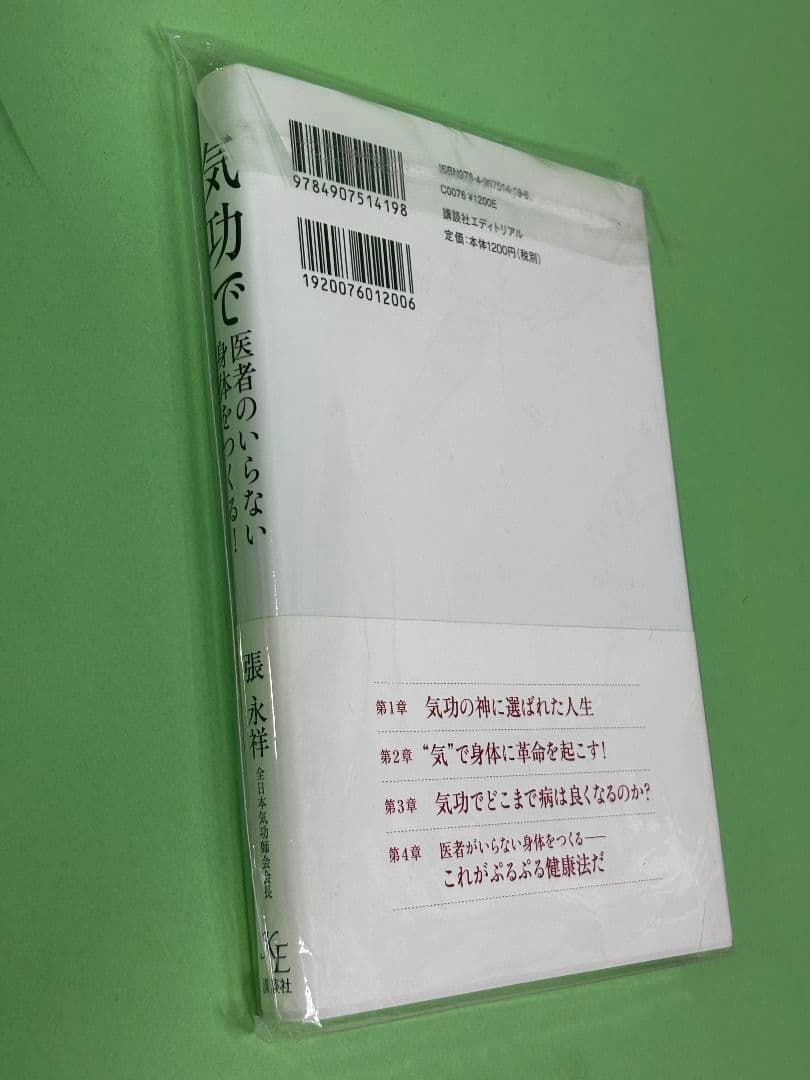 気功で
医者のいらない
身体をつくる!
張 永祥
全日本気功師会会長
KE
講談社
9784907514198
1920076012006
ISBN978-4-907514-19-8
C0076 ¥1200E
講談社エディトリアル
定価:本体1200円(税別)
第1章 気功の神に選ばれた人生
第2章 “気”で身体に革命を起こす!
第3章 気功でどこまで病は良くなるのか?
第4章 医者がいらない身体をつくる──
これがぷるぷる健康法だ